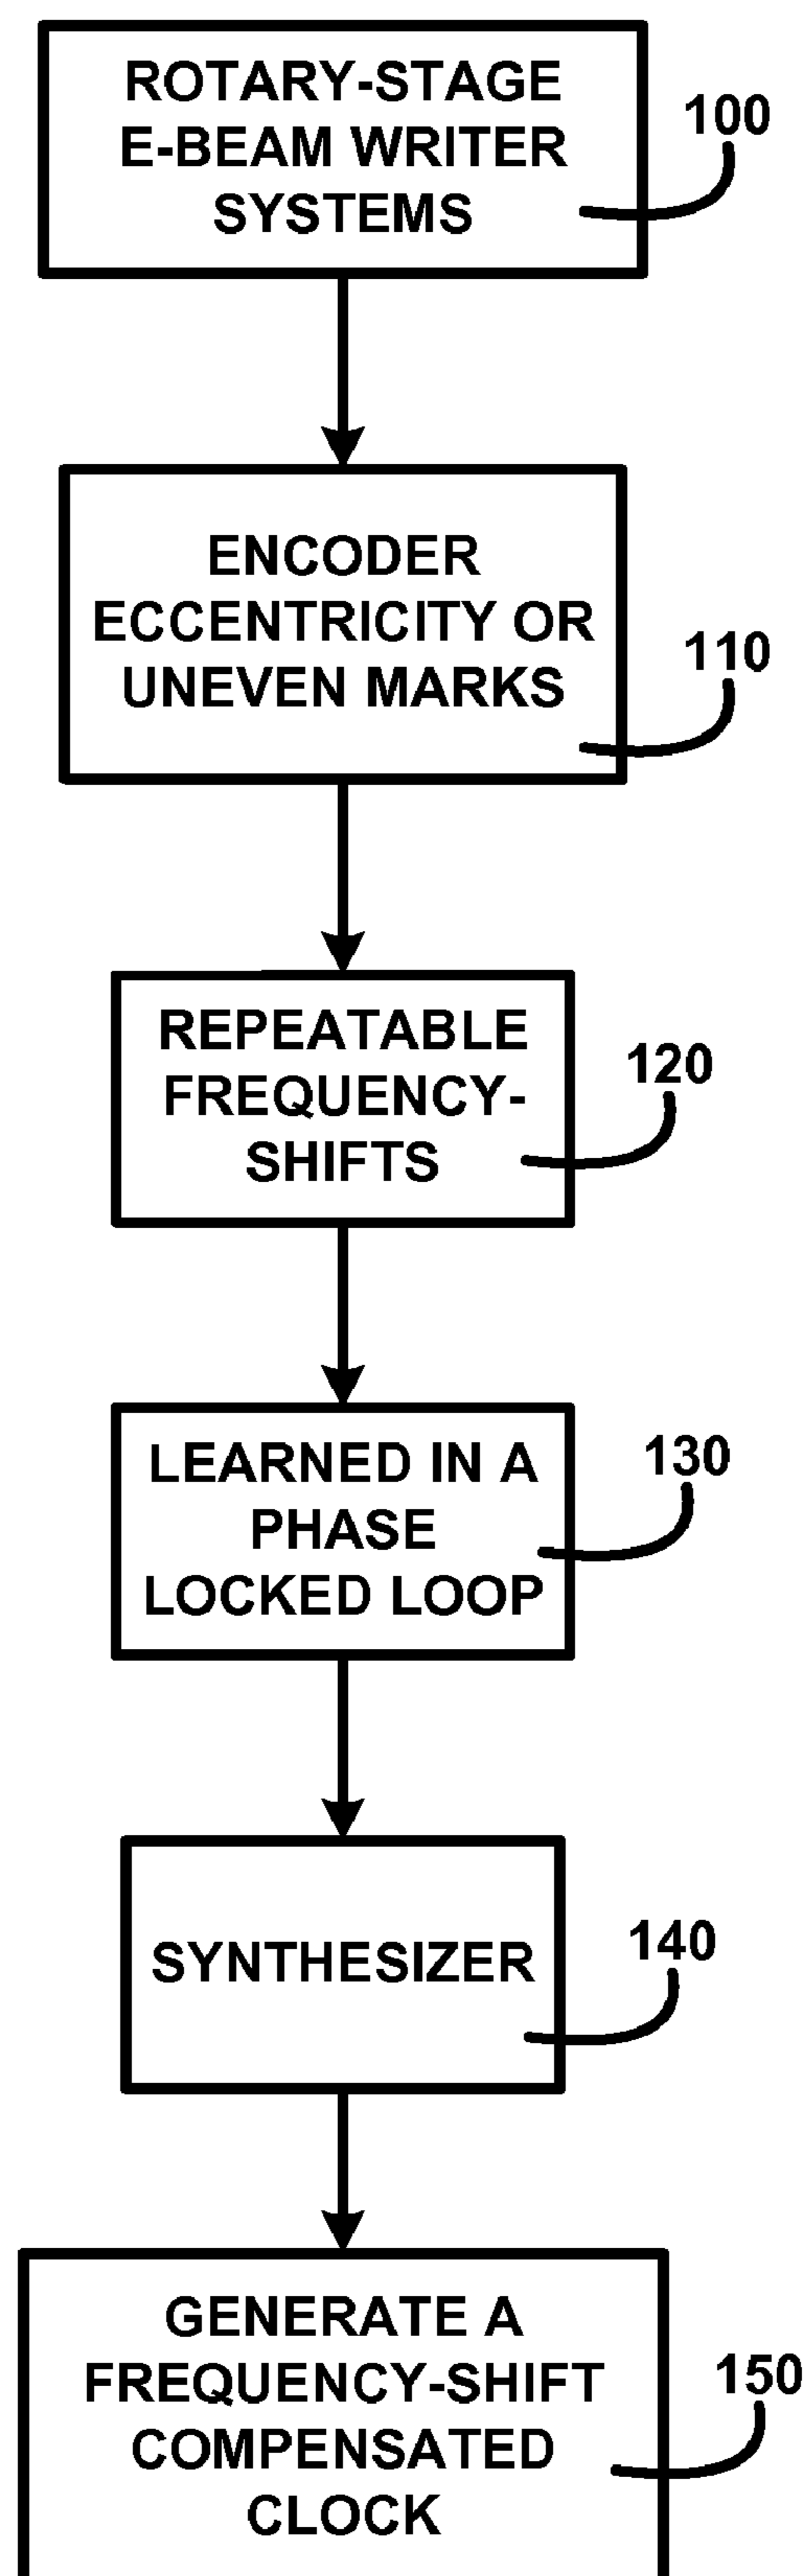 ROTARY-STAGE
E-BEAM WRITER
SYSTEMS
100
ENCODER
ECCENTRICITY OR
UNEVEN MARKS
110
REPEATABLE
FREQUENCY-
SHIFTS
120
LEARNED IN A
PHASE
LOCKED LOOP
130
SYNTHESIZER
140
GENERATE A
FREQUENCY-SHIFT
COMPENSATED
CLOCK
150